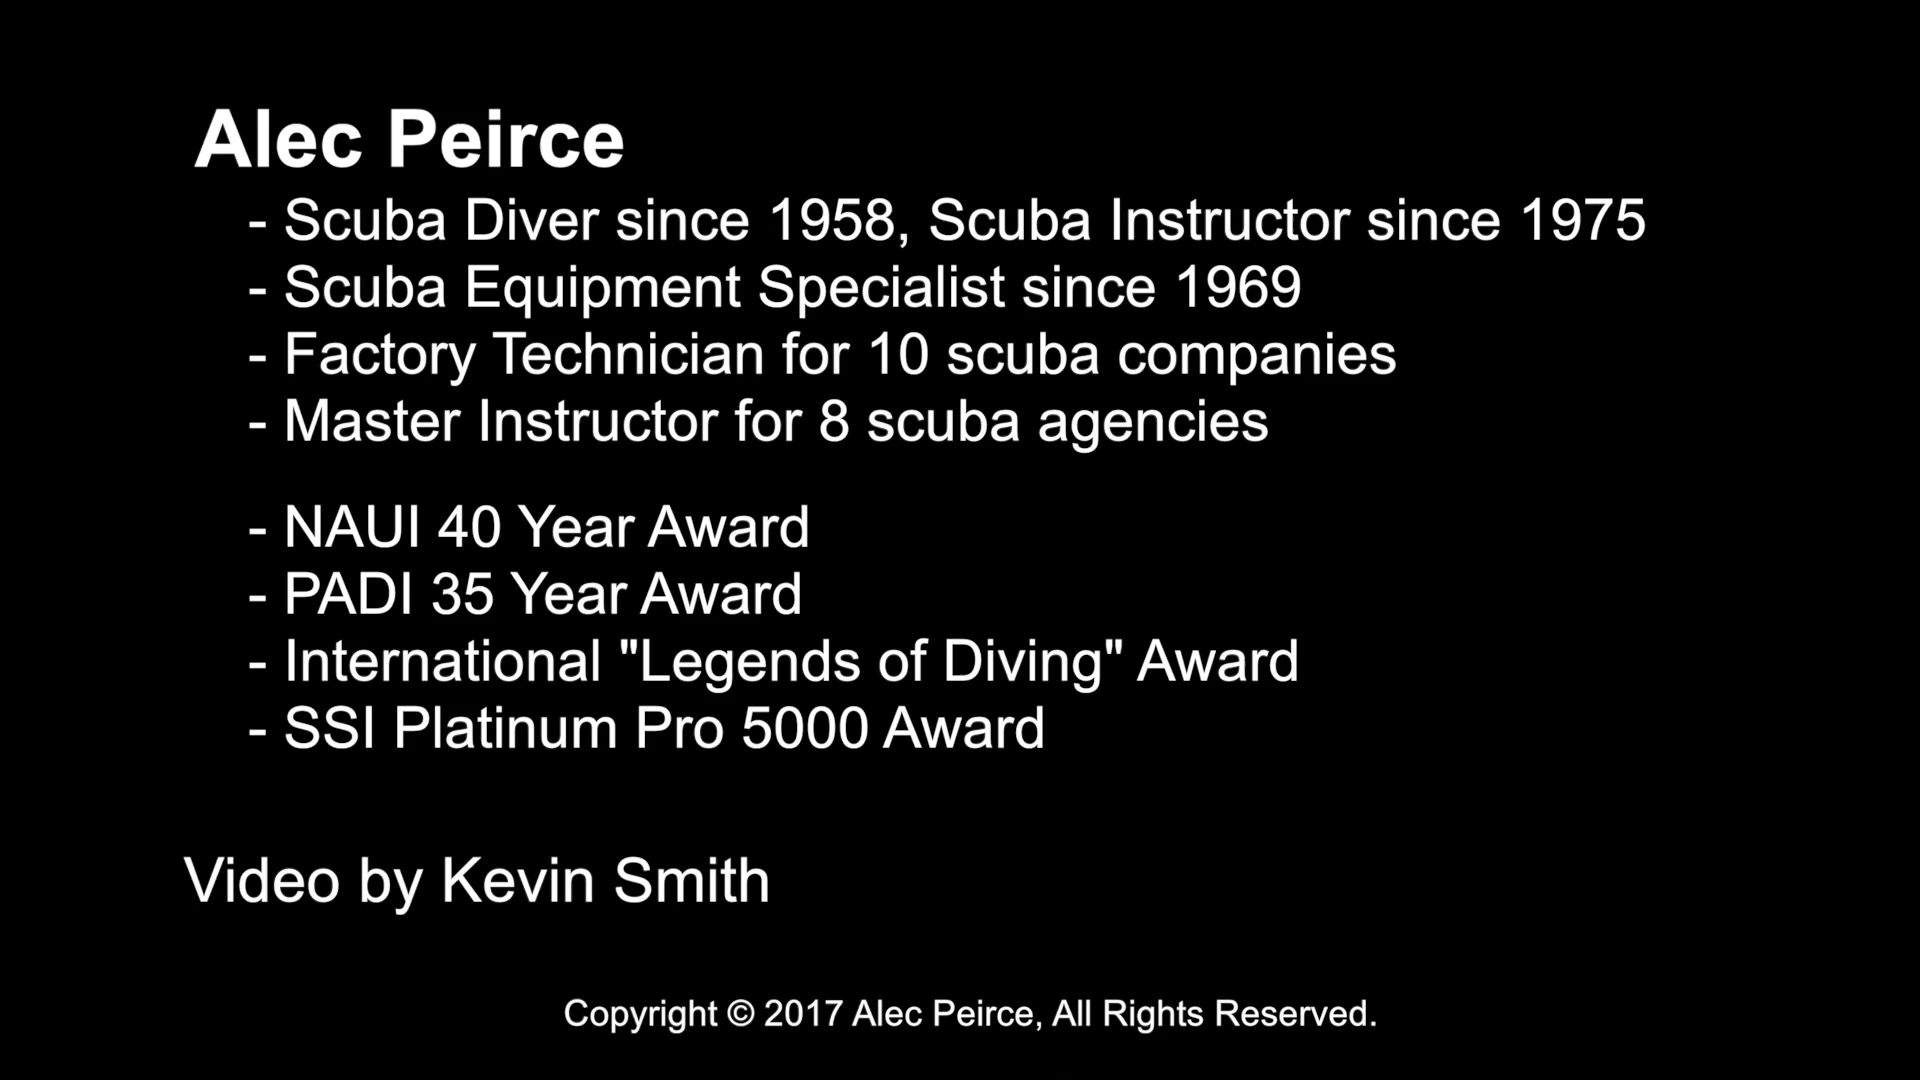 Alec Peirce
- Scuba Diver since 1958, Scuba Instructor since 1975
- Scuba Equipment Specialist since 1969
- Factory Technician for 10 scuba companies
- Master Instructor for 8 scuba agencies
- NAUI 40 Year Award
- PADI 35 Year Award
- International "Legends of Diving" Award
- SSI Platinum Pro 5000 Award
Video by Kevin Smith
Copyright © 2017 Alec Peirce, All Rights Reserved.